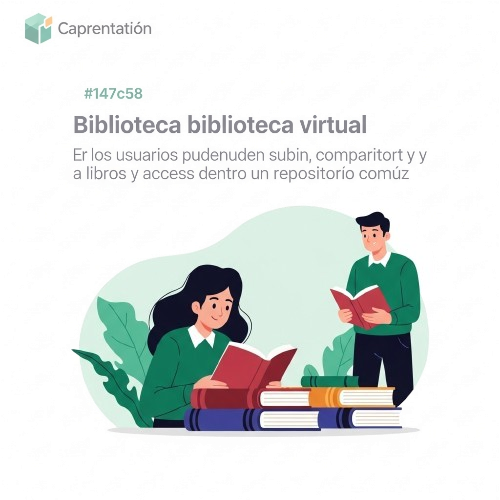 Caprentatión
#147c58
Biblioteca biblioteca virtual
Er los usuarios pudenuden subin, comparitort y y
a libros y access dentro un repositorío comúz